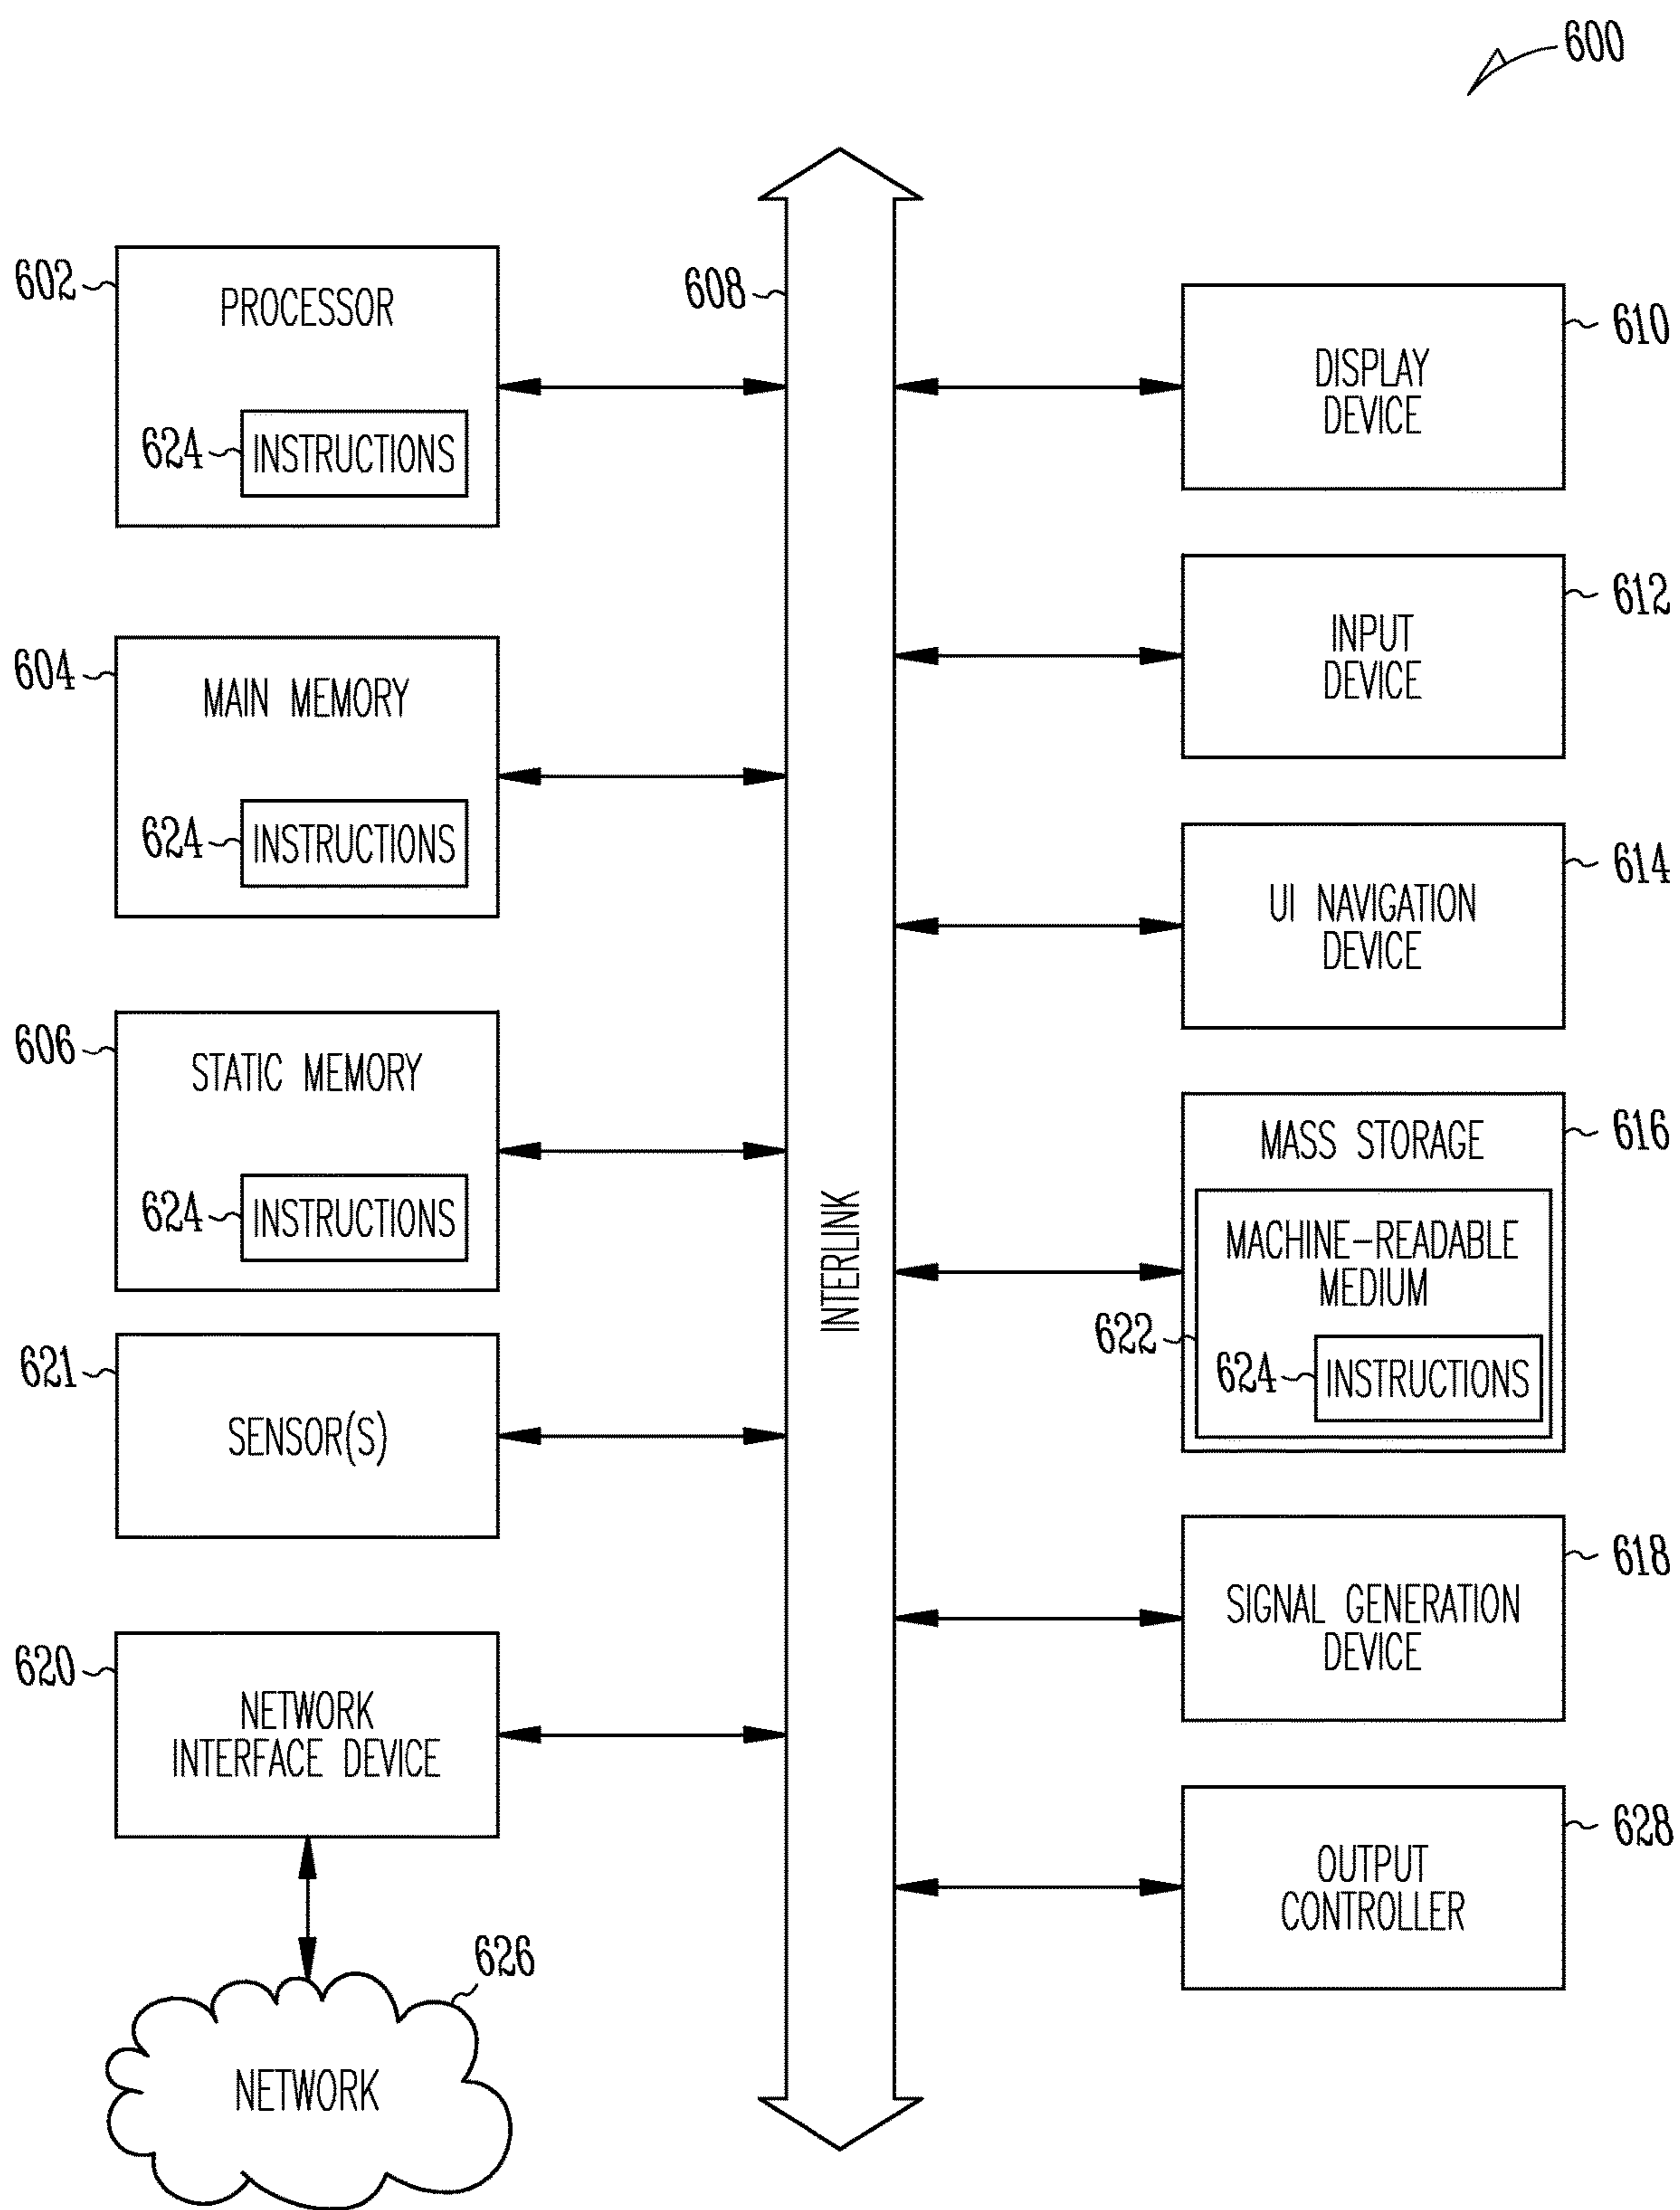 600
602
PROCESSOR
624
INSTRUCTIONS
604
MAIN MEMORY
624
INSTRUCTIONS
606
STATIC MEMORY
624
INSTRUCTIONS
621
SENSOR(S)
620
NETWORK
INTERFACE DEVICE
626
NETWORK
608
INTERLINK
610
DISPLAY
DEVICE
612
INPUT
DEVICE
614
UI NAVIGATION
DEVICE
616
MASS STORAGE
MACHINE-READABLE
MEDIUM
622
624
INSTRUCTIONS
618
SIGNAL GENERATION
DEVICE
628
OUTPUT
CONTROLLER